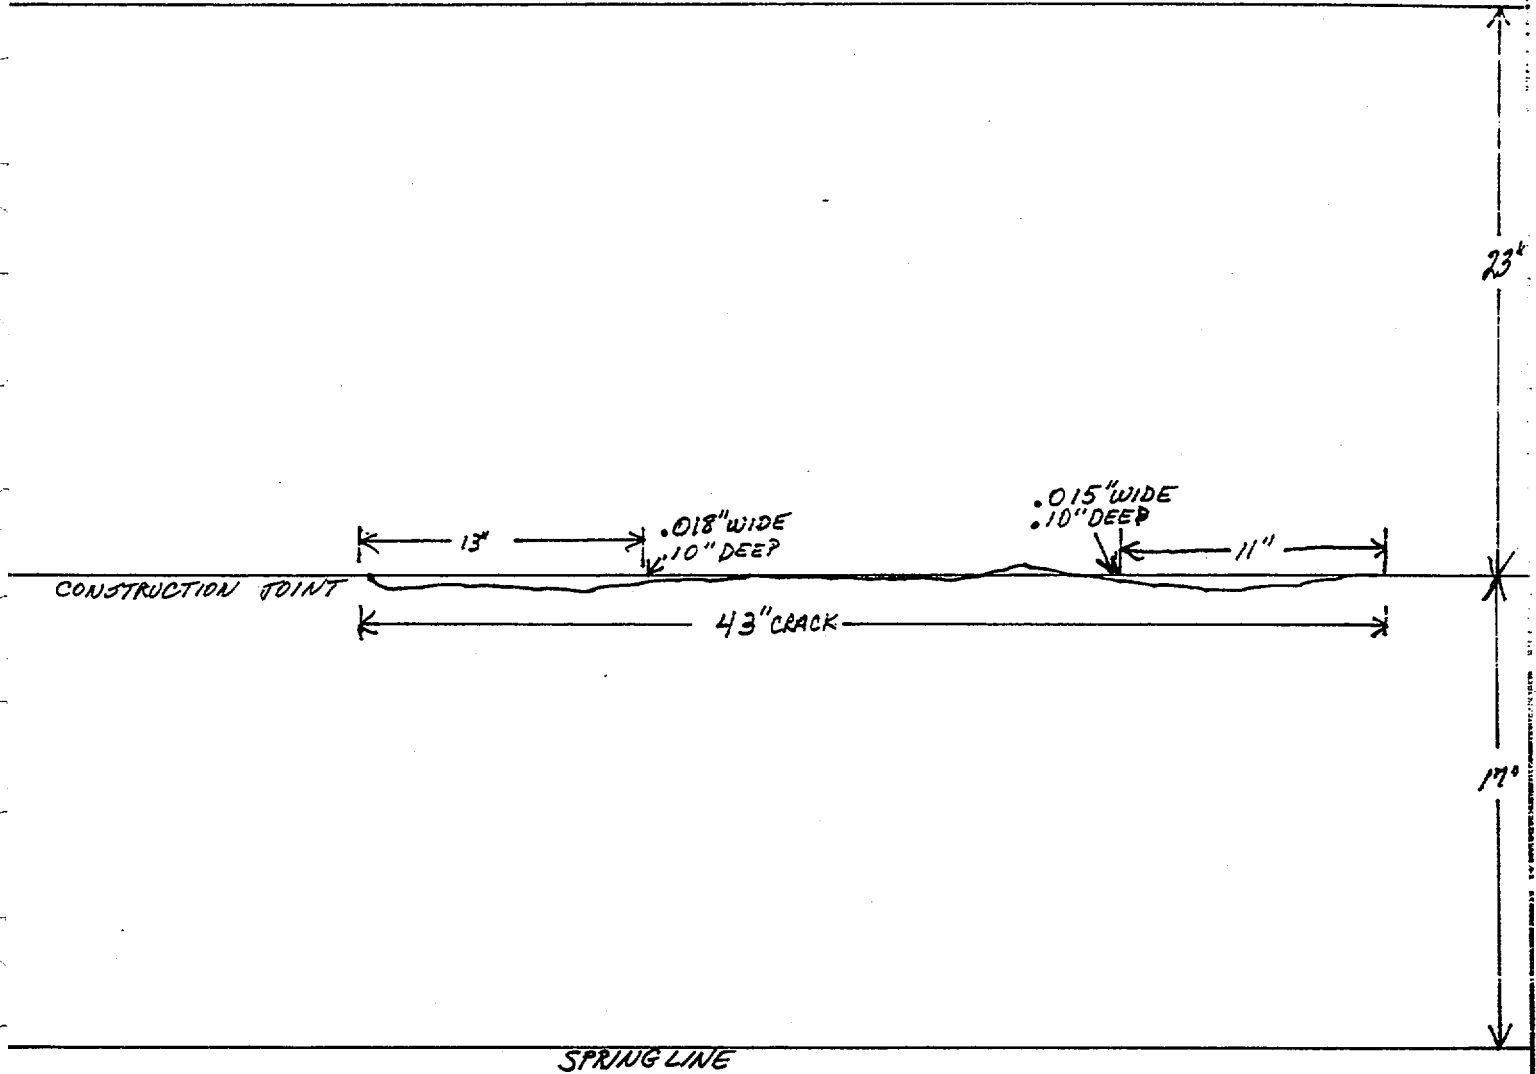 23"
.018" WIDE
.10" DEEP
.015" WIDE
.10" DEEP
13"
11"
CONSTRUCTION JOINT
43" CRACK
17"
SPRINGLINE